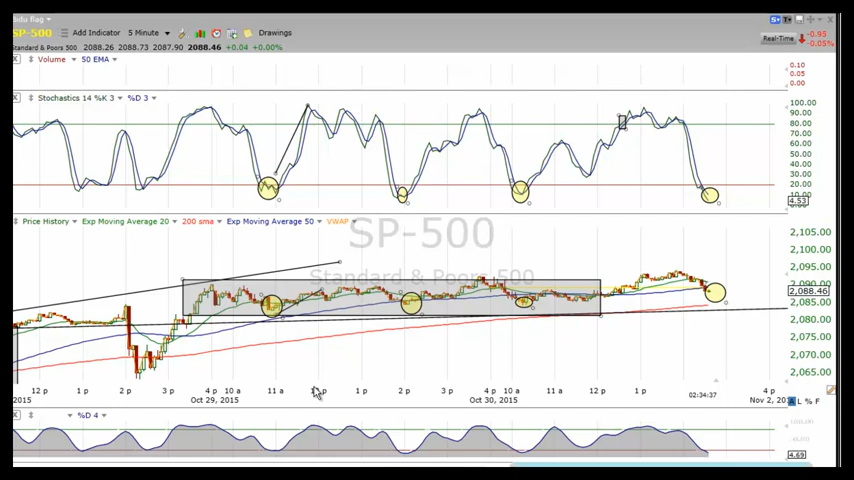 Bidu flag
SP-500 Add Indicator 5 Minute Drawings
Standard & Poors 500 2088.26 2088.73 2087.90 2088.46 +0.04 +0.00%
Real-Time -0.95
-0.05%
Volume 50 EMA
0.10
0.05
0.00
Stochastics 14 %K 3 %D 3
100.00
90.00
80.00
70.00
60.00
50.00
40.00
30.00
20.00
10.00
4.53
Price History Exp Moving Average 20 200 sma Exp Moving Average 50 VWAP
SP-500
Standard & Poors 500
2,105.00
2,100.00
2,095.00
2,090.00
2,088.46
2,085.00
2,080.00
2,075.00
2,070.00
2,065.00
12 p 1 p 2 p 3 p 4 p 10 a 11 a 1 p 2 p 3 p 4 p 10 a 11 a 12 p 1 p 02:34:37 4 p
2015 Oct 29, 2015 Oct 30, 2015 Nov 2, A L % F
%D 4
4.69